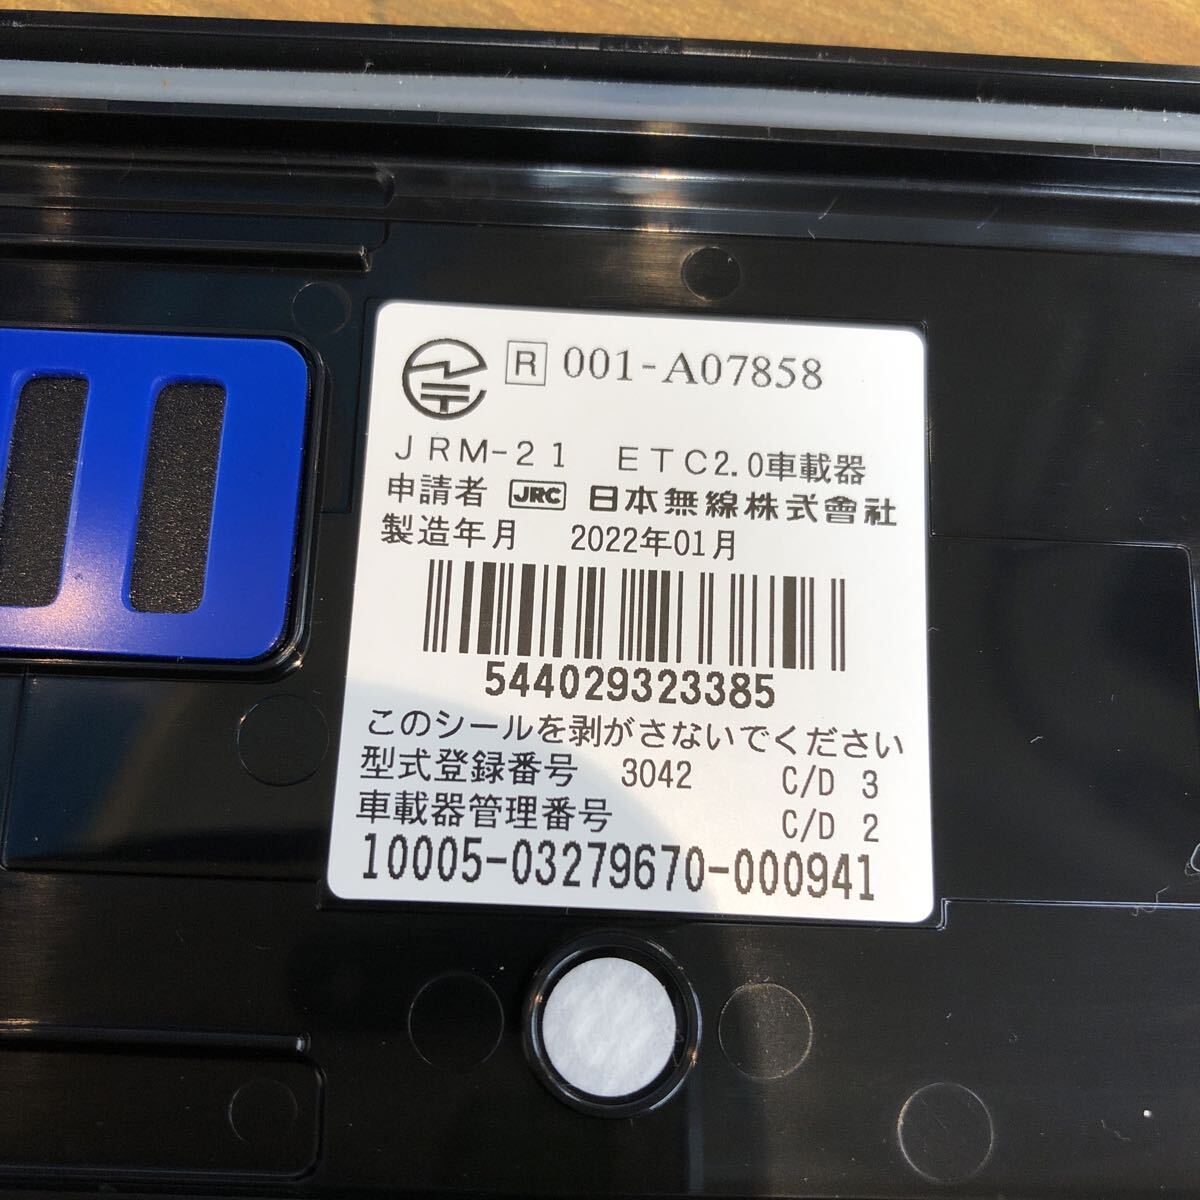 R 001-A07858
JRM-21 ETC2.0車載器
申請者 JRC 日本無線株式會社
製造年月 2022年01月
544029323385
このシールを剥がさないでください
型式登録番号 3042 C/D 3
車載器管理番号 C/D 2
10005-03279670-000941